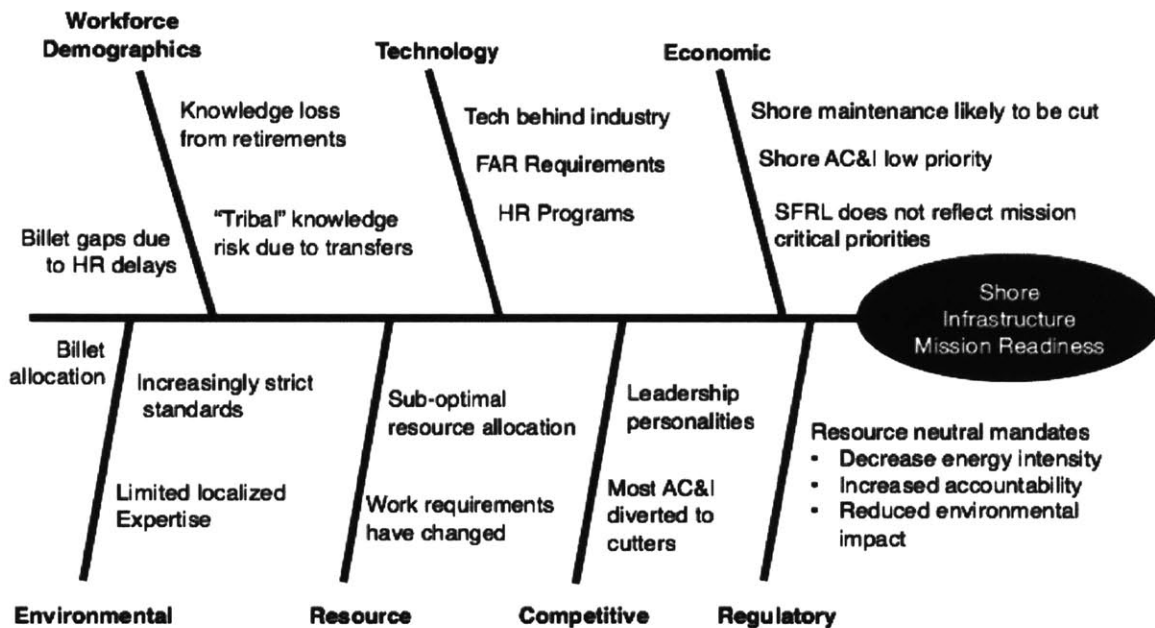 Workforce
Demographics
Technology
Economic
Knowledge loss
from retirements
"Tribal" knowledge
risk due to transfers
Billet gaps due
to HR delays
Tech behind industry
FAR Requirements
HR Programs
Shore maintenance likely to be cut
Shore AC&I low priority
SFRL does not reflect mission
critical priorities
Shore
Infrastructure
Mission Readiness
Billet
allocation
Increasingly strict
standards
Limited localized
Expertise
Sub-optimal
resource allocation
Work requirements
have changed
Leadership
personalities
Most AC&I
diverted to
cutters
Resource neutral mandates
• Decrease energy intensity
• Increased accountability
• Reduced environmental
impact
Environmental
Resource
Competitive
Regulatory